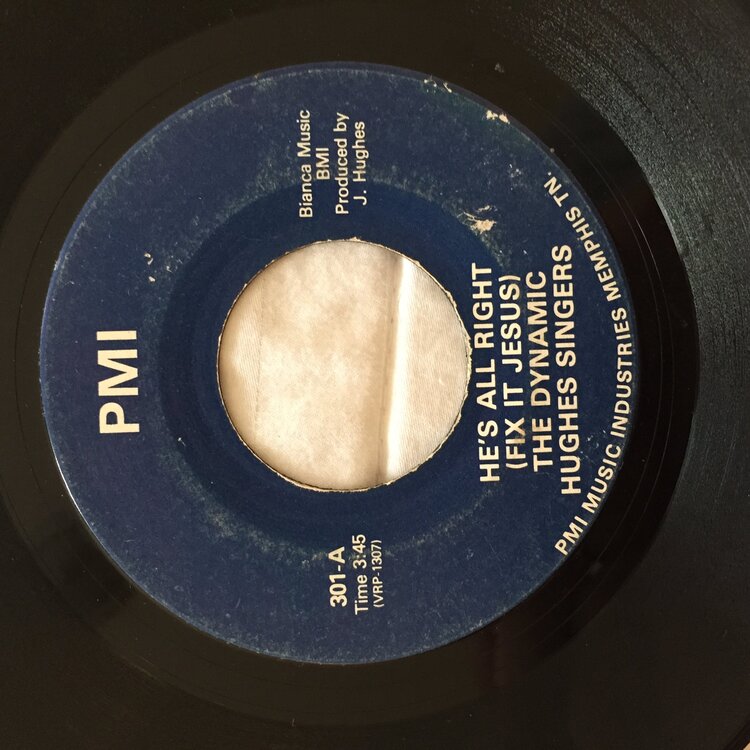 PMI
301-A
Time 3:45
(VRP-1307)
Bianca Music
BMI
Produced by
J. Hughes
HE'S ALL RIGHT
(FIX IT JESUS)
THE DYNAMIC
HUGHES SINGERS
PMI MUSIC INDUSTRIES MEMPHIS TN.